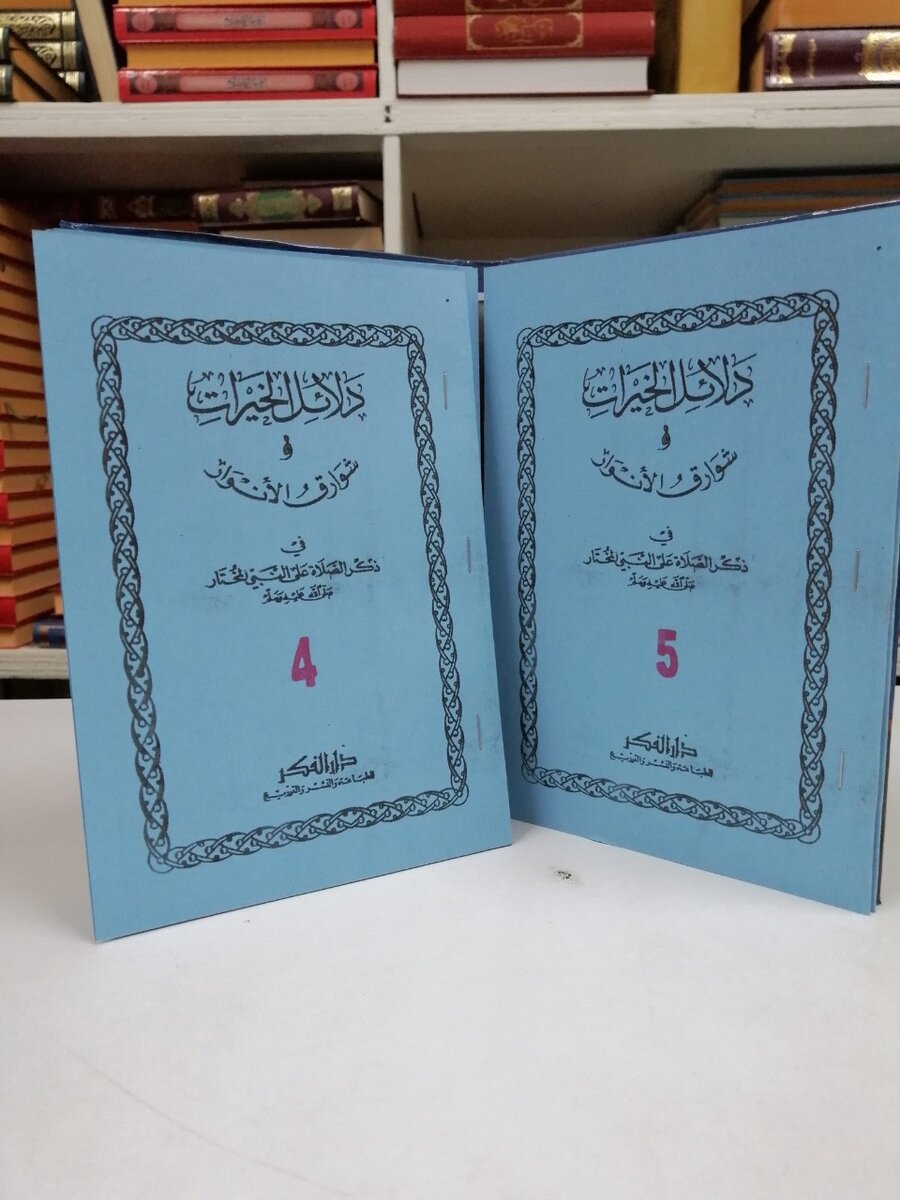 دلائل الخيرات
و
شوارق الأنوار
في
ذكر الصلاة على النبي المختار
صلى الله عليه وسلم
4
دار الفكر
للطباعة والنشر والتوزيع
دلائل الخيرات
و
شوارق الأنوار
في
ذكر الصلاة على النبي المختار
صلى الله عليه وسلم
5
دار الفكر
للطباعة والنشر والتوزيع